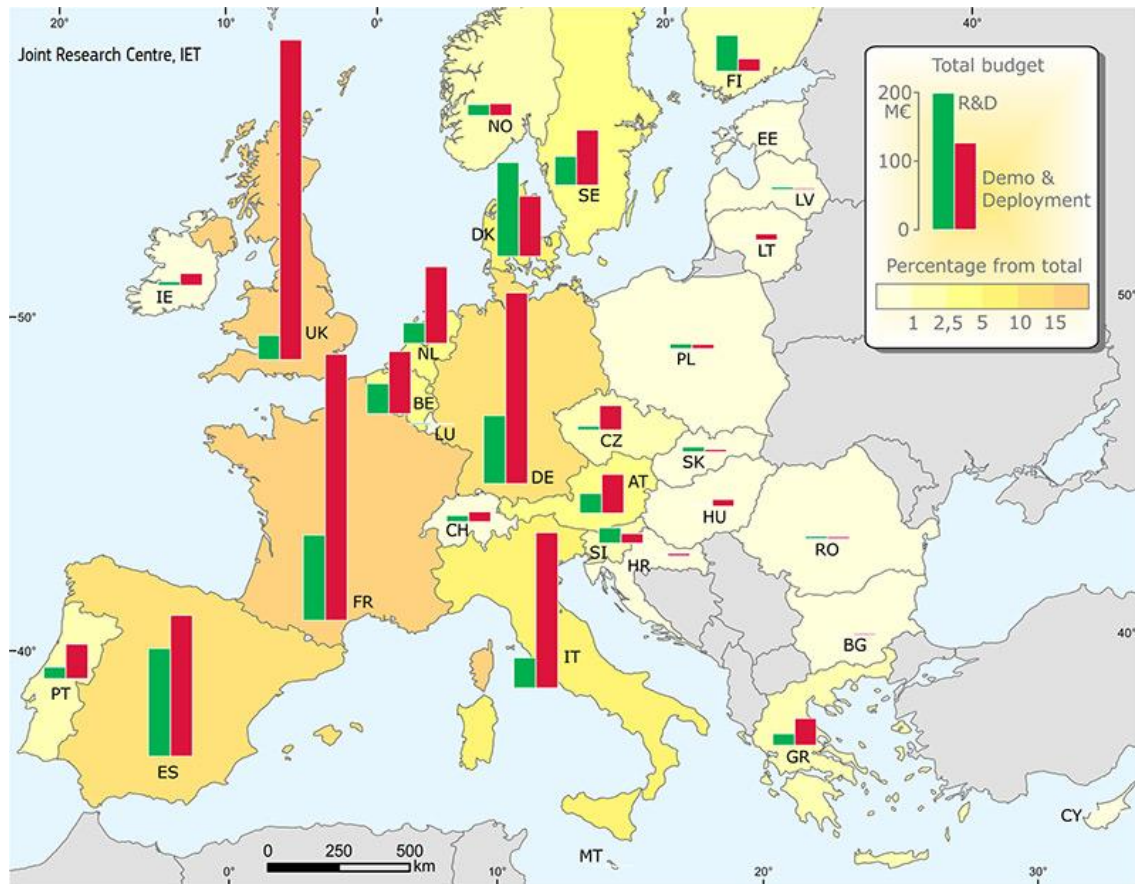 20° 10° 0° 20° 40°
Joint Research Centre, IET
Total budget
200
M€
R&D
100
Demo &
Deployment
0
Percentage from total
1 2,5 5 10 15
FI
NO
EE
SE
LV
DK
LT
IE
50°
50°
UK
NL
PL
BE
LU
CZ
DE
SK
AT
HU
CH
SI
RO
HR
FR
40°
40°
BG
IT
PT
GR
ES
CY
0 250 500
km
MT
0° 10° 20° 30°